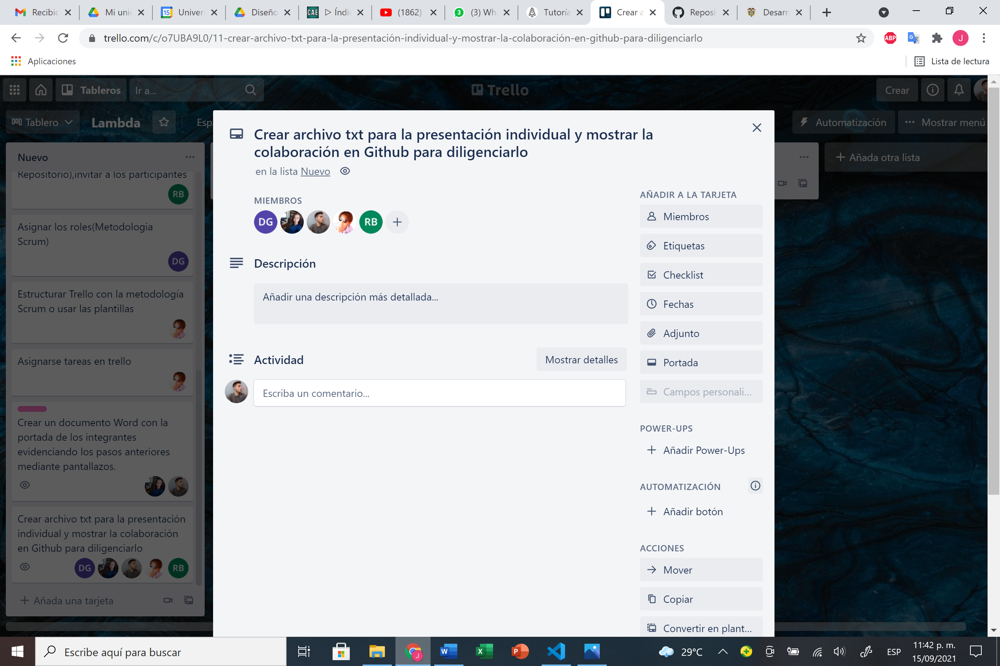 Recibic
Mi unic
Univer
Diseño
CAE
Índic
(1862)
(3) Wh
Tutoría
Crear a
Reposi
Desarr
trello.com/c/o7UBA9L0/11-crear-archivo-txt-para-la-presentación-individual-y-mostrar-la-colaboración-en-github-para-diligenciarlo
ABP
J
Aplicaciones
Lista de lectura
Tableros
Ir a...
Trello
Crear
Tablero
Lambda
Esp
Automatización
Mostrar menú
Nuevo
Repositorio),invitar a los participantes
RB
Asignar los roles(Metodologia
Scrum)
DG
Estructurar Trello con la metodología
Scrum o usar las plantillas
Asignarse tareas en trello
Crear un documento Word con la
portada de los integrantes
evidenciando los pasos anteriores
mediante pantallazos.
Crear archivo txt para la presentación
individual y mostrar la colaboración
en Github para diligenciarlo
DG
RB
Añada una tarjeta
Crear archivo txt para la presentación individual y mostrar la
colaboración en Github para diligenciarlo
en la lista Nuevo
MIEMBROS
DG
RB
Descripción
Añadir una descripción más detallada...
Actividad
Mostrar detalles
Escriba un comentario...
AÑADIR A LA TARJETA
Miembros
Etiquetas
Checklist
Fechas
Adjunto
Portada
Campos personali...
POWER-UPS
Añadir Power-Ups
AUTOMATIZACIÓN
Añadir botón
ACCIONES
Mover
Copiar
Convertir en plant...
Añada otra lista
Escribe aquí para buscar
29°C
ESP
11:42 p. m.
15/09/2021